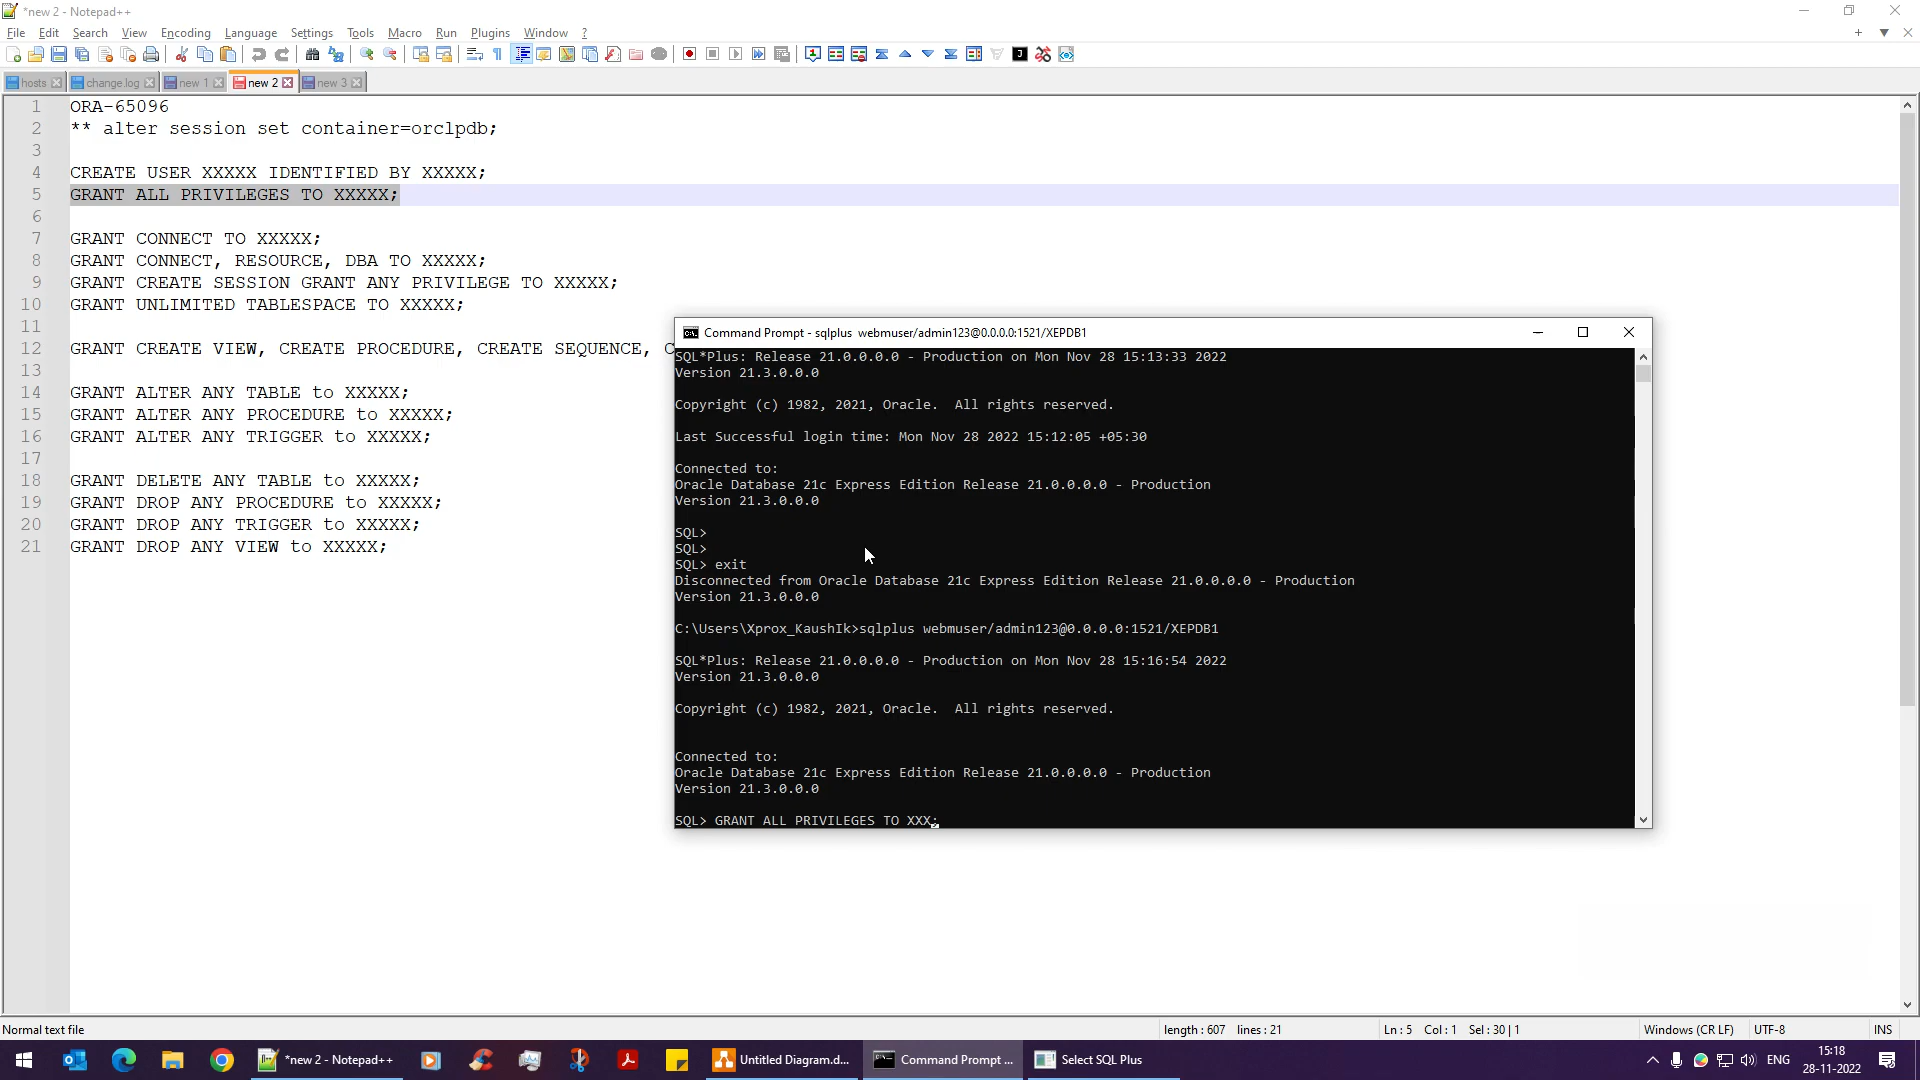 *new 2 - Notepad++
File Edit Search View Encoding Language Settings Tools Macro Run Plugins Window ?
hosts change.log new 1 new 2 new 3
1 ORA-65096
2 ** alter session set container=orclpdb;
3
4 CREATE USER XXXXX IDENTIFIED BY XXXXX;
5 GRANT ALL PRIVILEGES TO XXXXX;
6
7 GRANT CONNECT TO XXXXX;
8 GRANT CONNECT, RESOURCE, DBA TO XXXXX;
9 GRANT CREATE SESSION GRANT ANY PRIVILEGE TO XXXXX;
10 GRANT UNLIMITED TABLESPACE TO XXXXX;
11
12 GRANT CREATE VIEW, CREATE PROCEDURE, CREATE SEQUENCE, C
13
14 GRANT ALTER ANY TABLE to XXXXX;
15 GRANT ALTER ANY PROCEDURE to XXXXX;
16 GRANT ALTER ANY TRIGGER to XXXXX;
17
18 GRANT DELETE ANY TABLE to XXXXX;
19 GRANT DROP ANY PROCEDURE to XXXXX;
20 GRANT DROP ANY TRIGGER to XXXXX;
21 GRANT DROP ANY VIEW to XXXXX;
Command Prompt - sqlplus webmuser/admin123@0.0.0.0:1521/XEPDB1
SQL*Plus: Release 21.0.0.0.0 - Production on Mon Nov 28 15:13:33 2022
Version 21.3.0.0.0
Copyright (c) 1982, 2021, Oracle. All rights reserved.
Last Successful login time: Mon Nov 28 2022 15:12:05 +05:30
Connected to:
Oracle Database 21c Express Edition Release 21.0.0.0.0 - Production
Version 21.3.0.0.0
SQL>
SQL>
SQL> exit
Disconnected from Oracle Database 21c Express Edition Release 21.0.0.0.0 - Production
Version 21.3.0.0.0
C:\Users\Xprox_KaushIk>sqlplus webmuser/admin123@0.0.0.0:1521/XEPDB1
SQL*Plus: Release 21.0.0.0.0 - Production on Mon Nov 28 15:16:54 2022
Version 21.3.0.0.0
Copyright (c) 1982, 2021, Oracle. All rights reserved.
Connected to:
Oracle Database 21c Express Edition Release 21.0.0.0.0 - Production
Version 21.3.0.0.0
SQL> GRANT ALL PRIVILEGES TO XXX;
Normal text file length : 607 lines : 21 Ln : 5 Col : 1 Sel : 30 | 1 Windows (CR LF) UTF-8 INS
*new 2 - Notepad++ Untitled Diagram.d... Command Prompt ... Select SQL Plus ENG 15:18
28-11-2022